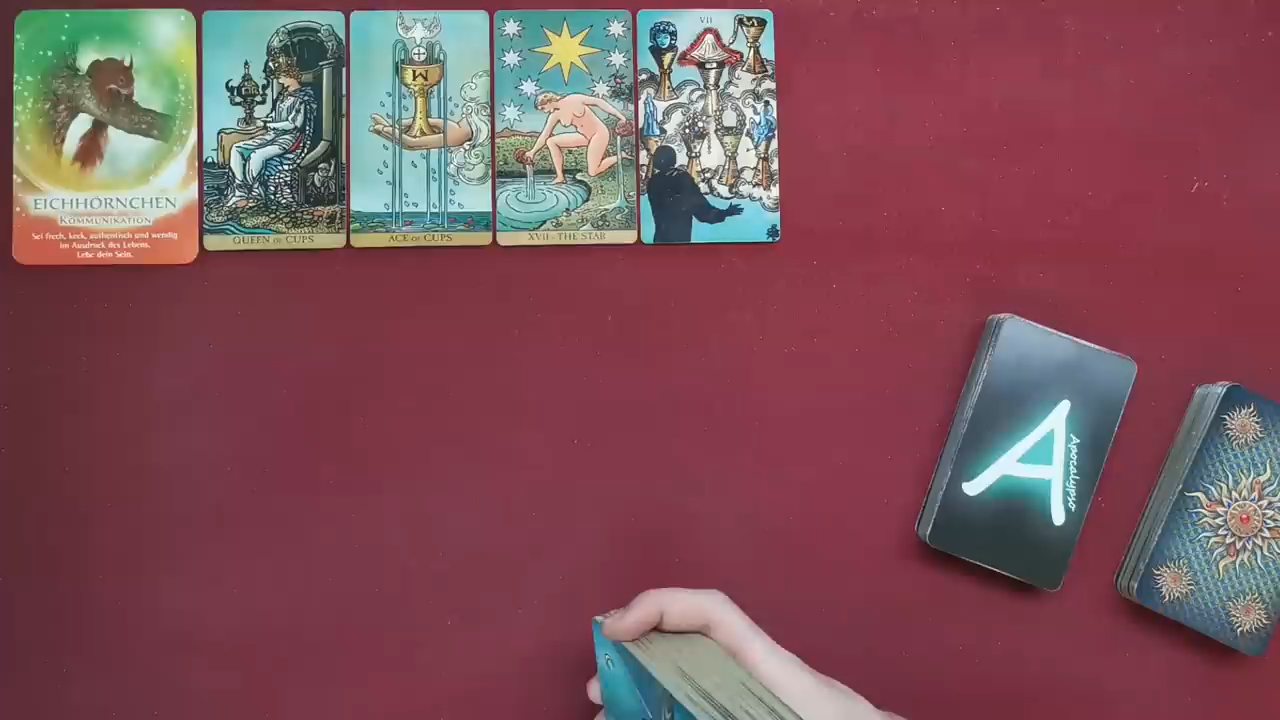 EICHHÖRNCHEN
KOMMUNIKATION
Sei frech, keck, authentisch und wendig
im Ausdruck des Lebens.
Lebe dein Sein.
QUEEN OF CUPS
ACE OF CUPS
XVII · THE STAR
VII
A
Apocalypso